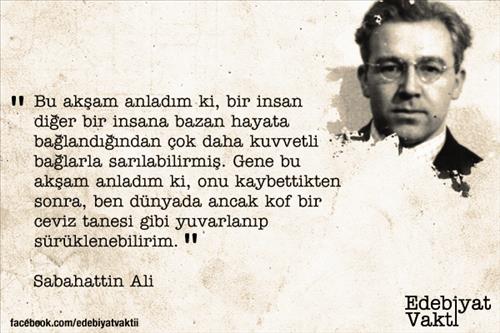 " Bu akşam anladım ki, bir insan
diğer bir insana bazan hayata
bağlandığından çok daha kuvvetli
bağlarla sarılabilirmiş. Gene bu
akşam anladım ki, onu kaybettikten
sonra, ben dünyada ancak kof bir
ceviz tanesi gibi yuvarlanıp
sürüklenebilirim. "
Sabahattin Ali
facebook.com/edebiyatvaktii
Edebiyat
Vakti